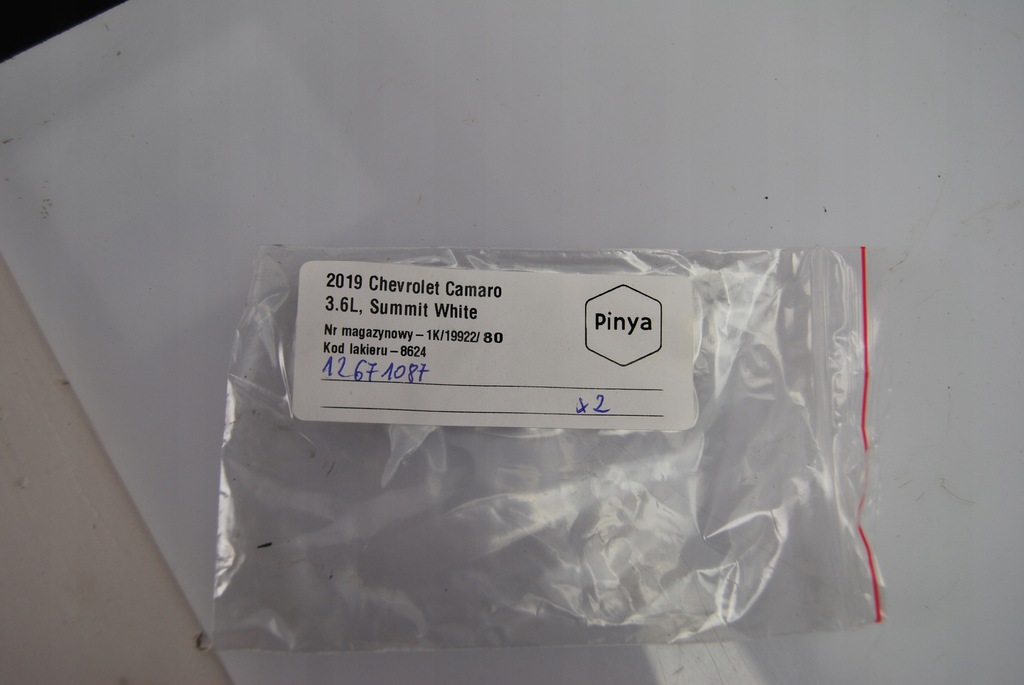 2019 Chevrolet Camaro
3.6L, Summit White
Pinya
Nr magazynowy – 1K/19922/ 80
Kod lakieru – 8624
12671087
x2